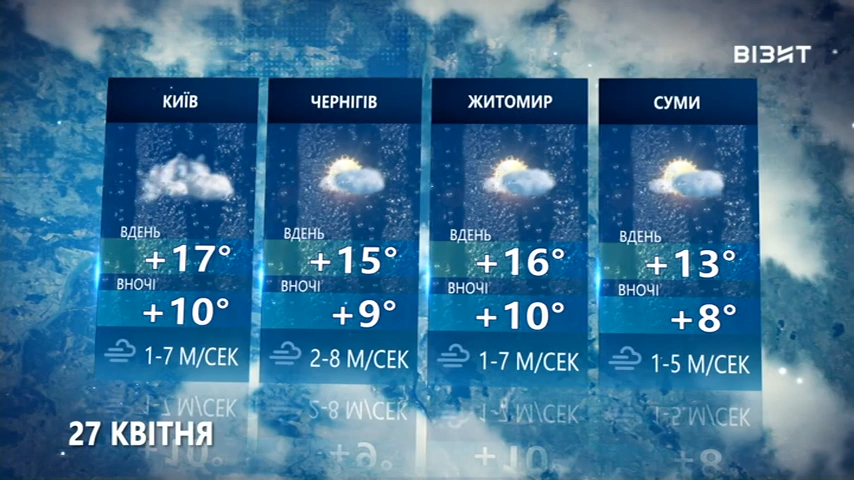 ВІЗИТ
КИЇВ
ВДЕНЬ
+17°
ВНОЧІ
+10°
1-7 М/СЕК
ЧЕРНІГІВ
ВДЕНЬ
+15°
ВНОЧІ
+9°
2-8 М/СЕК
ЖИТОМИР
ВДЕНЬ
+16°
ВНОЧІ
+10°
1-7 М/СЕК
СУМИ
ВДЕНЬ
+13°
ВНОЧІ
+8°
1-5 М/СЕК
27 КВІТНЯ